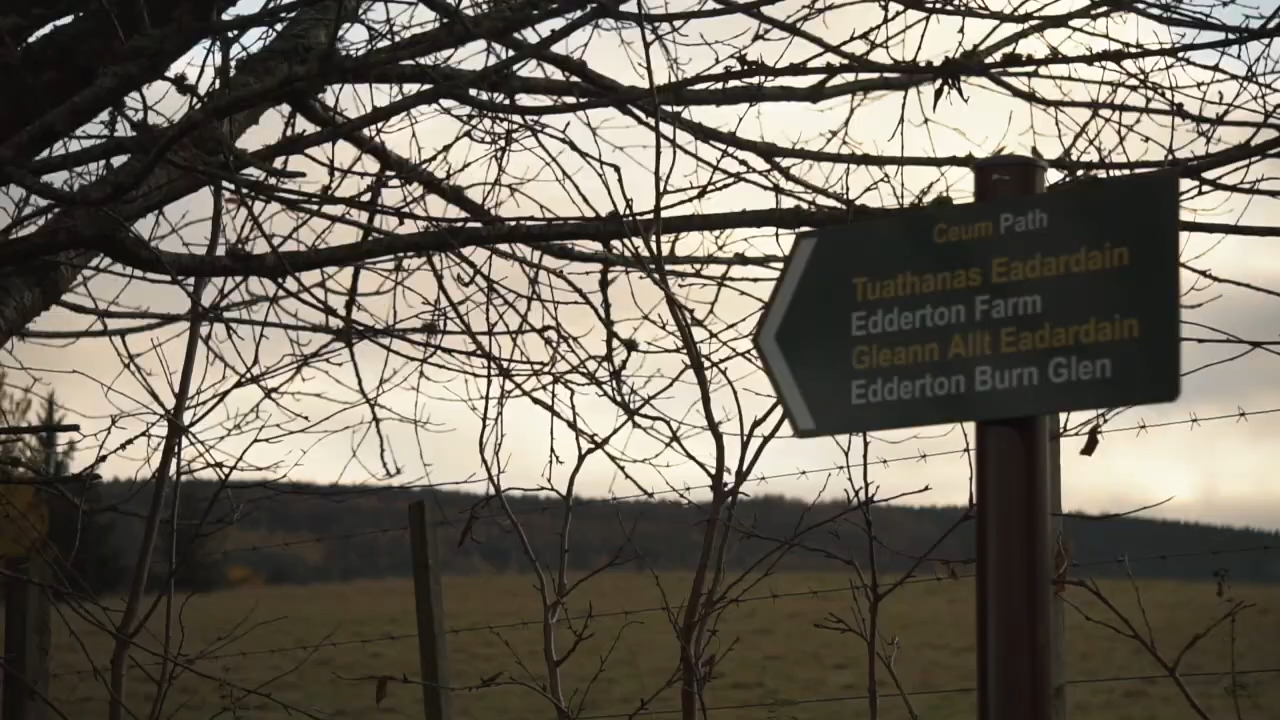 Ceum Path
Tuathanas Eadardain
Edderton Farm
Gleann Allt Eadardain
Edderton Burn Glen